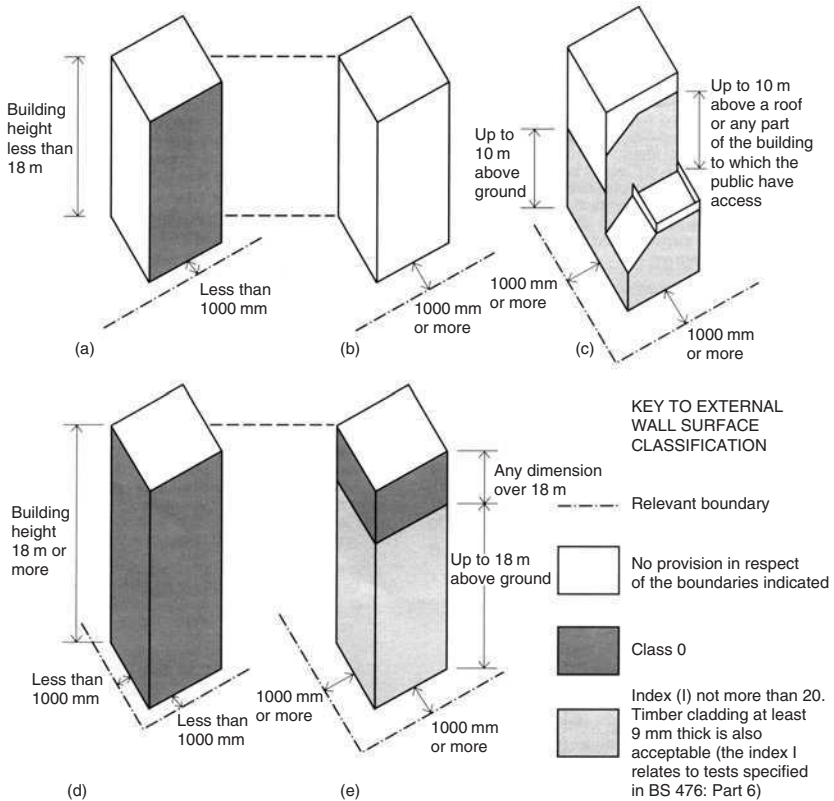 Building
height
less than
18 m
Less than
1000 mm
(a)
1000 mm
or more
(b)
Up to
10 m
above
ground
Up to 10 m
above a roof
or any part
of the building
to which the
public have
access
1000 mm
or more
1000 mm
or more
(c)
Building
height
18 m or
more
Less than
1000 mm
Less than
1000 mm
(d)
Any dimension
over 18 m
Up to 18 m
above ground
1000 mm
or more
1000 mm
or more
(e)
KEY TO EXTERNAL
WALL SURFACE
CLASSIFICATION
Relevant boundary
No provision in respect
of the boundaries indicated
Class 0
Index (I) not more than 20.
Timber cladding at least
9 mm thick is also
acceptable (the index I
relates to tests specified
in BS 476: Part 6)